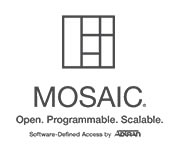 MOSAIC®
Open. Programmable. Scalable.
Software-Defined Access by ADTRAN